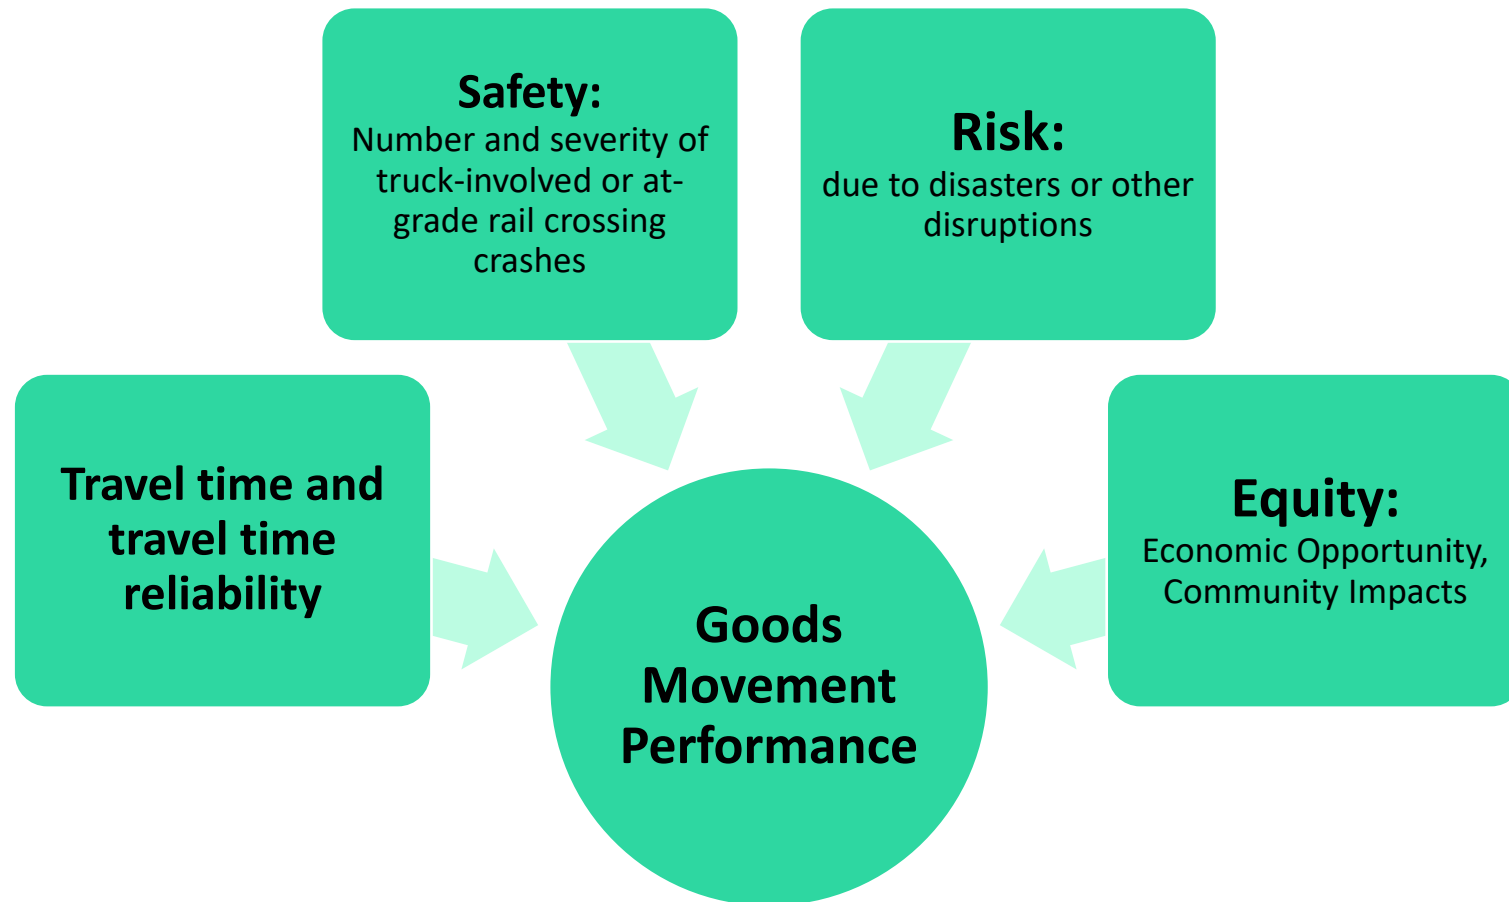 Safety:
Number and severity of
truck-involved or at-
grade rail crossing
crashes
Risk:
due to disasters or other
disruptions
Travel time and
travel time
reliability
Equity:
Economic Opportunity,
Community Impacts
Goods
Movement
Performance